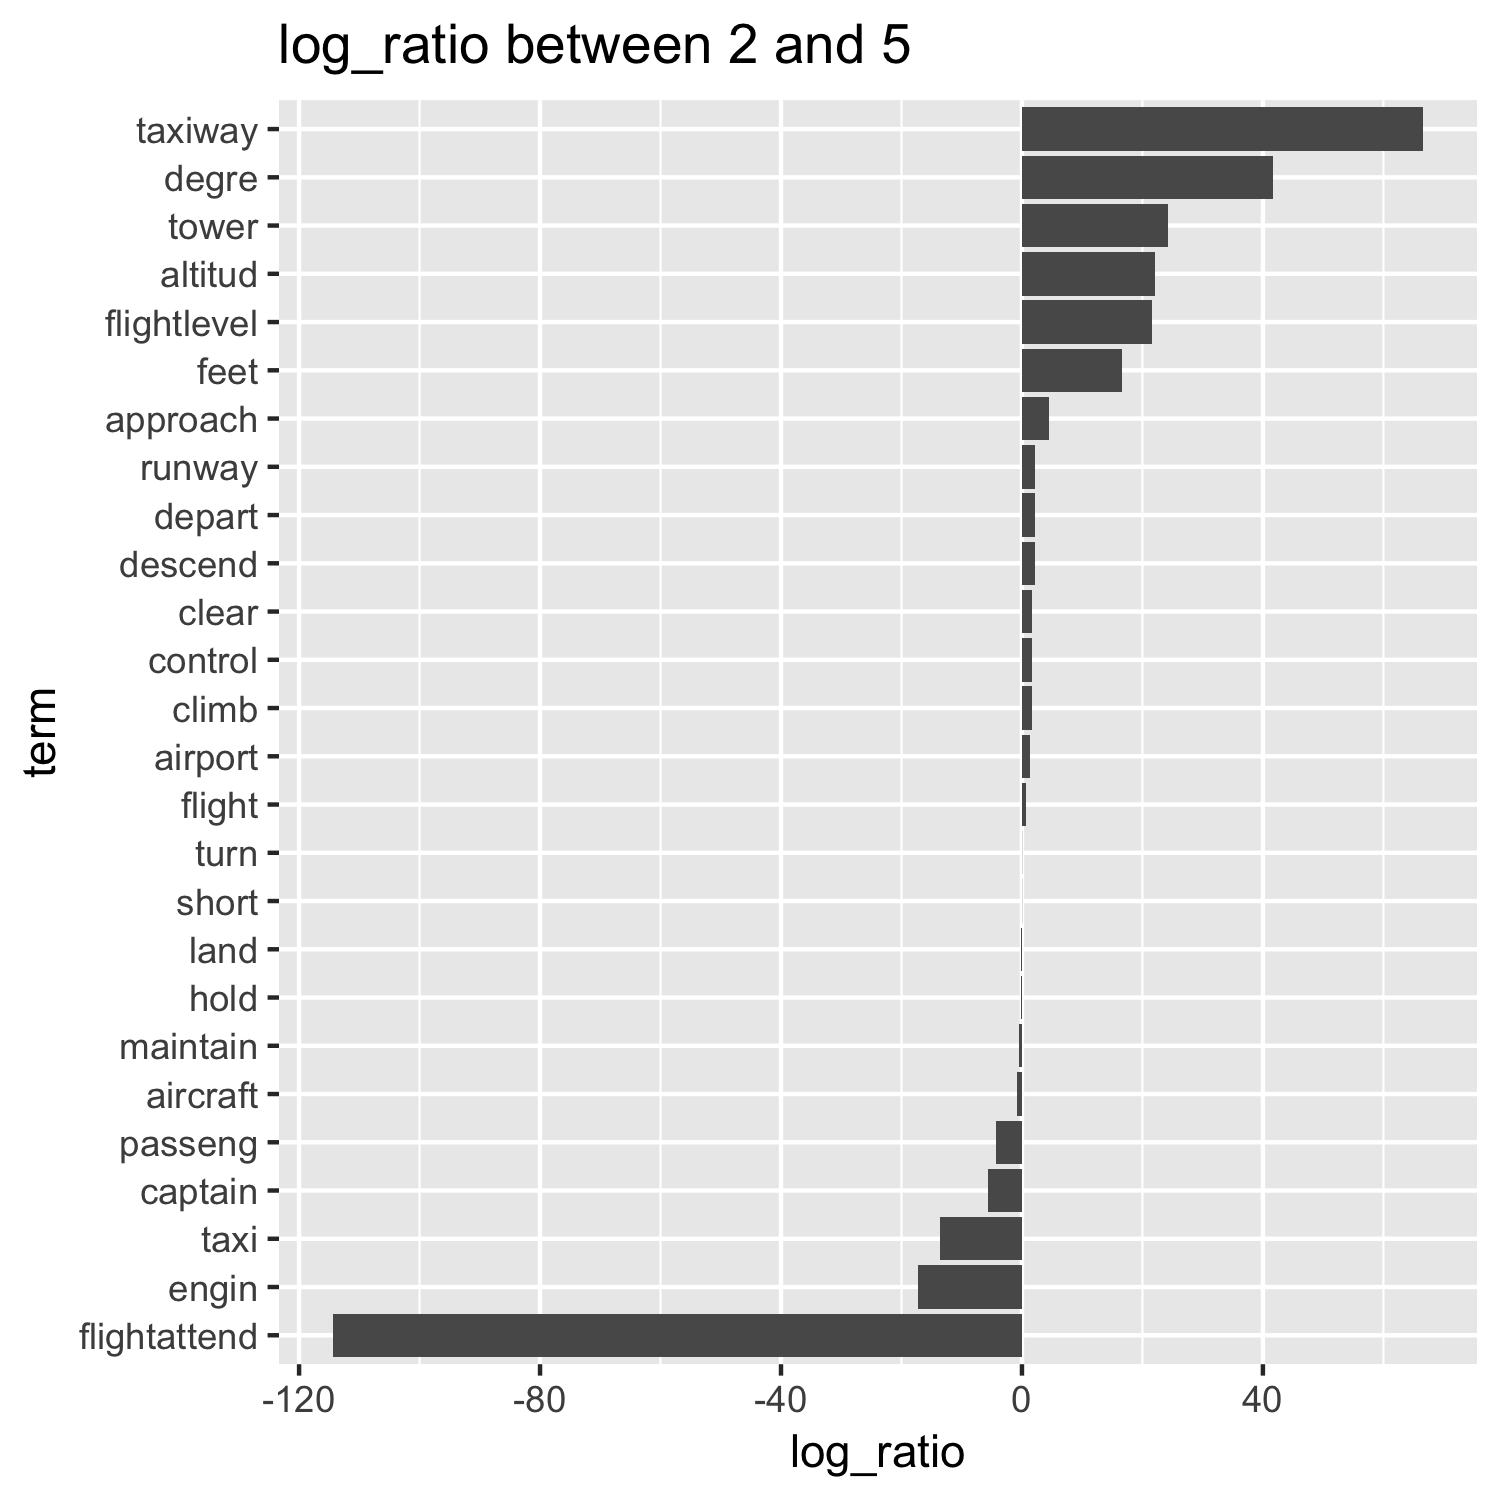 log_ratio between 2 and 5
taxiway
degre
tower
altitud
flightlevel
feet
approach
runway
depart
descend
clear
control
climb
airport
flight
turn
short
land
hold
maintain
aircraft
passeng
captain
taxi
engin
flightattend
term
-120 -80 -40 0 40
log_ratio